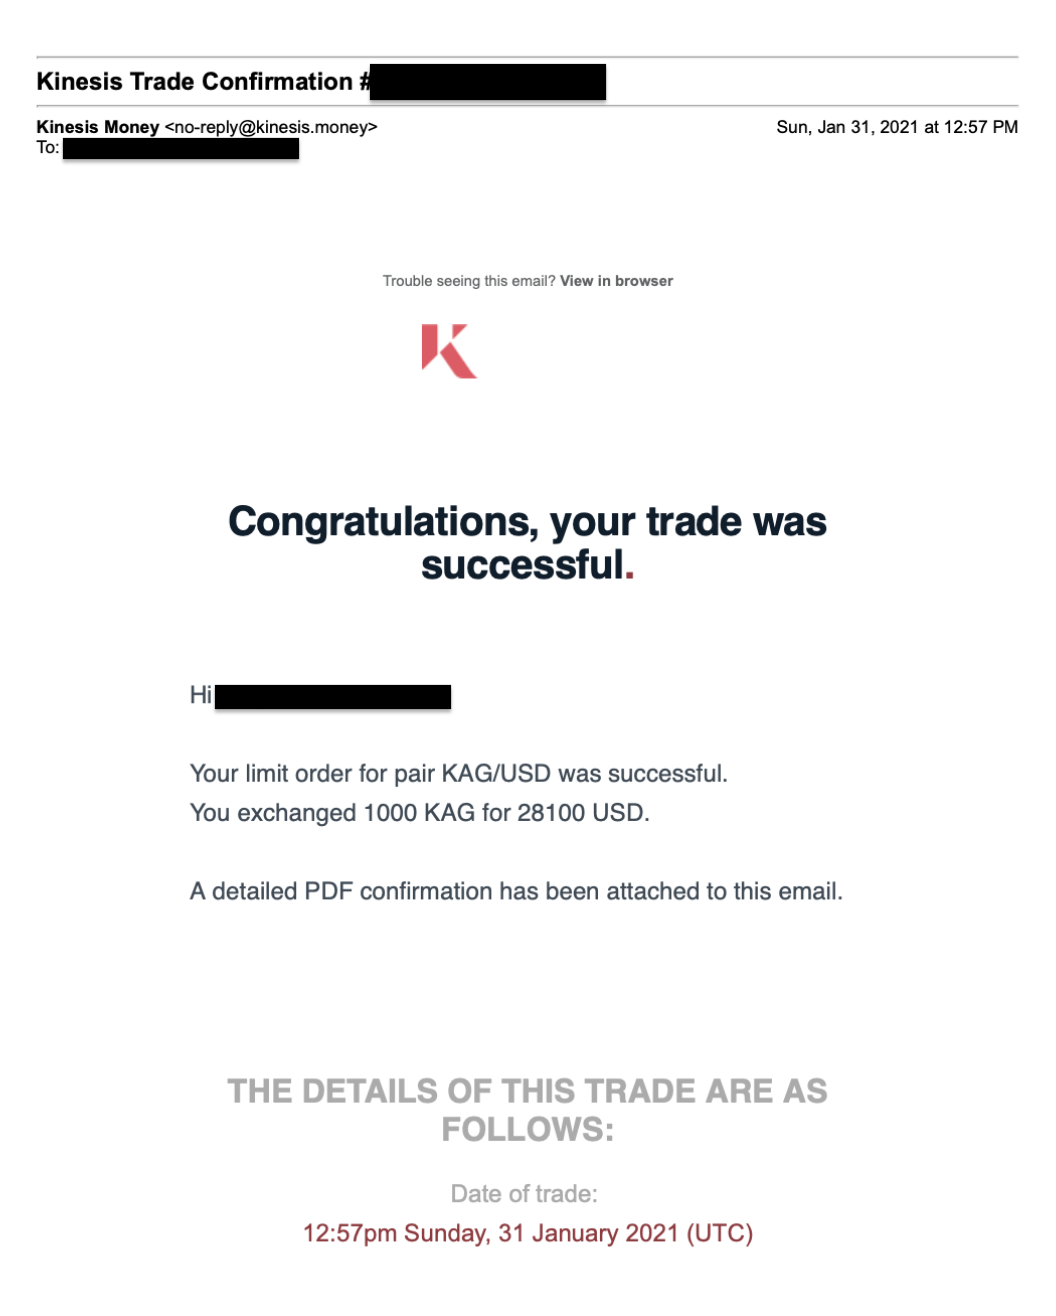 Kinesis Trade Confirmation #
Kinesis Money <no-reply@kinesis.money>
Sun, Jan 31, 2021 at 12:57 PM
To:
Trouble seeing this email? View in browser
Congratulations, your trade was
successful.
Hi
Your limit order for pair KAG/USD was successful.
You exchanged 1000 KAG for 28100 USD.
A detailed PDF confirmation has been attached to this email.
THE DETAILS OF THIS TRADE ARE AS
FOLLOWS:
Date of trade:
12:57pm Sunday, 31 January 2021 (UTC)